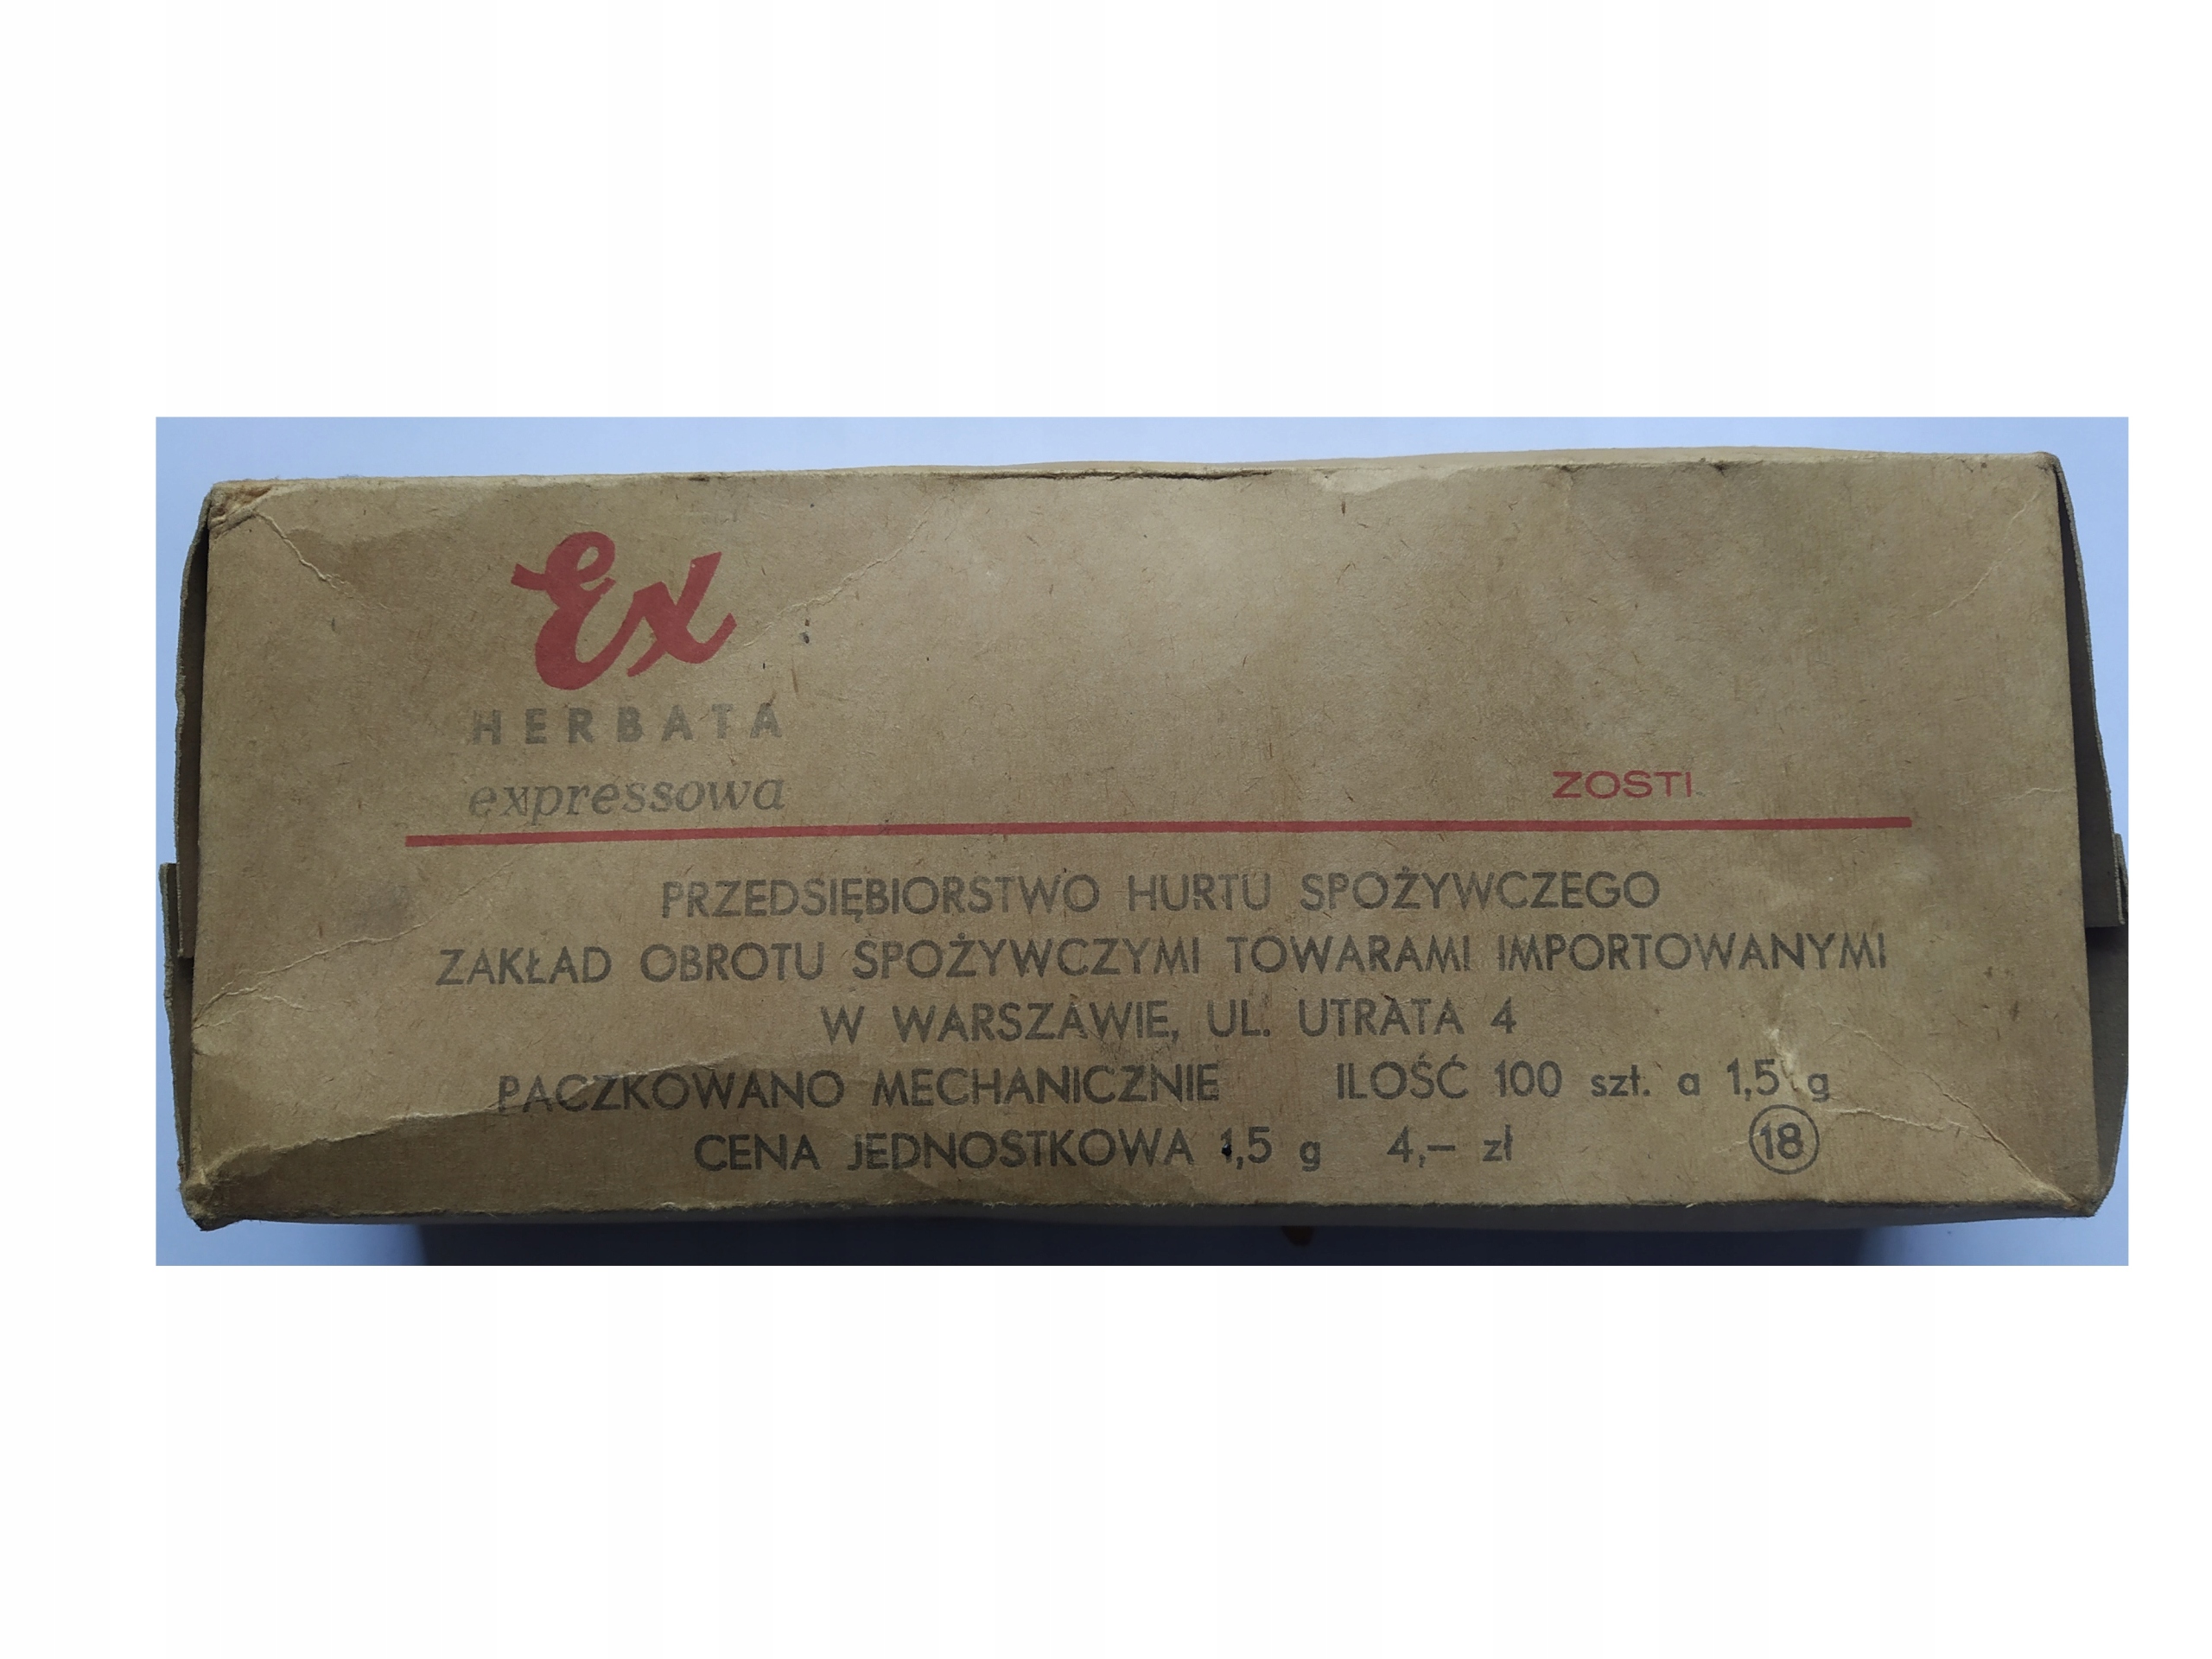 Ex
HERBATA
expressowa
ZOSTI
PRZEDSIĘBIORSTWO HURTU SPOŻYWCZEGO
ZAKŁAD OBROTU SPOŻYWCZYMI TOWARAMI IMPORTOWANYMI
W WARSZAWIE, UL. UTRATA 4
PACZKOWANO MECHANICZNIE ILOŚĆ 100 szt. a 1,5 g
CENA JEDNOSTKOWA 1,5 g 4,– zł 18